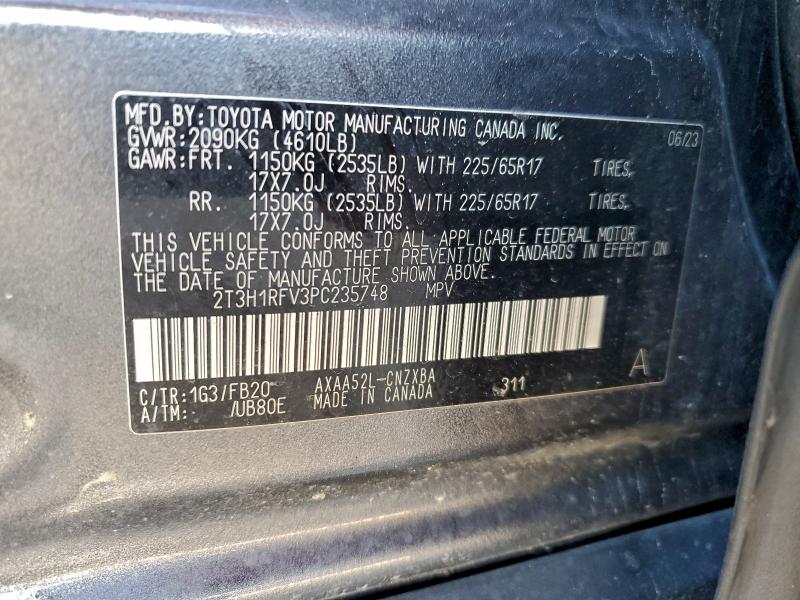 MFD.BY:TOYOTA MOTOR MANUFACTURING CANADA INC. 06/23
GVWR:2090KG (4610LB)
GAWR:FRT. 1150KG (2535LB) WITH 225/65R17 TIRES,
17X7.0J RIMS.
RR. 1150KG (2535LB) WITH 225/65R17 TIRES,
17X7.0J RIMS.
THIS VEHICLE CONFORMS TO ALL APPLICABLE FEDERAL MOTOR
VEHICLE SAFETY AND THEFT PREVENTION STANDARDS IN EFFECT ON
THE DATE OF MANUFACTURE SHOWN ABOVE.
2T3H1RFV3PC235748 MPV
C/TR:1G3/FB20 AXAA52L-CNZXBA 311 A
A/TM:- /UB80E MADE IN CANADA